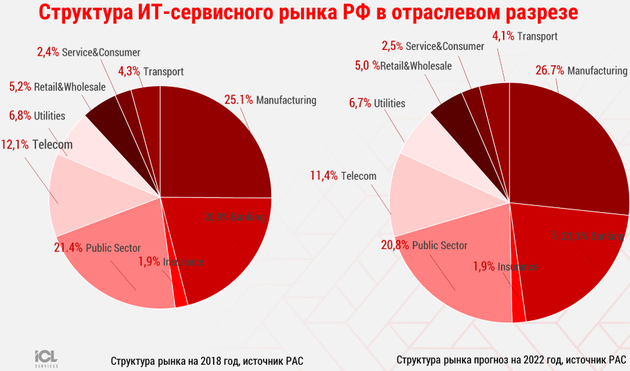 Структура ИТ-сервисного рынка РФ в отраслевом разрезе
2,4% Service&Consumer
4,3% Transport
5,2% Retail&Wholesale
25.1% Manufacturing
6,8% Utilities
12,1% Telecom
Banking
21.4% Public Sector
1,9% Insurance
4,1% Transport
2,5% Service&Consumer
5,0 %Retail&Wholesale
26.7% Manufacturing
6,7% Utilities
11,4% Telecom
20,8% Public Sector
1,9% Insurance
ICL
SERVICES
Структура рынка на 2018 год, источник PAC
Структура рынка прогноз на 2022 год, источник PAC